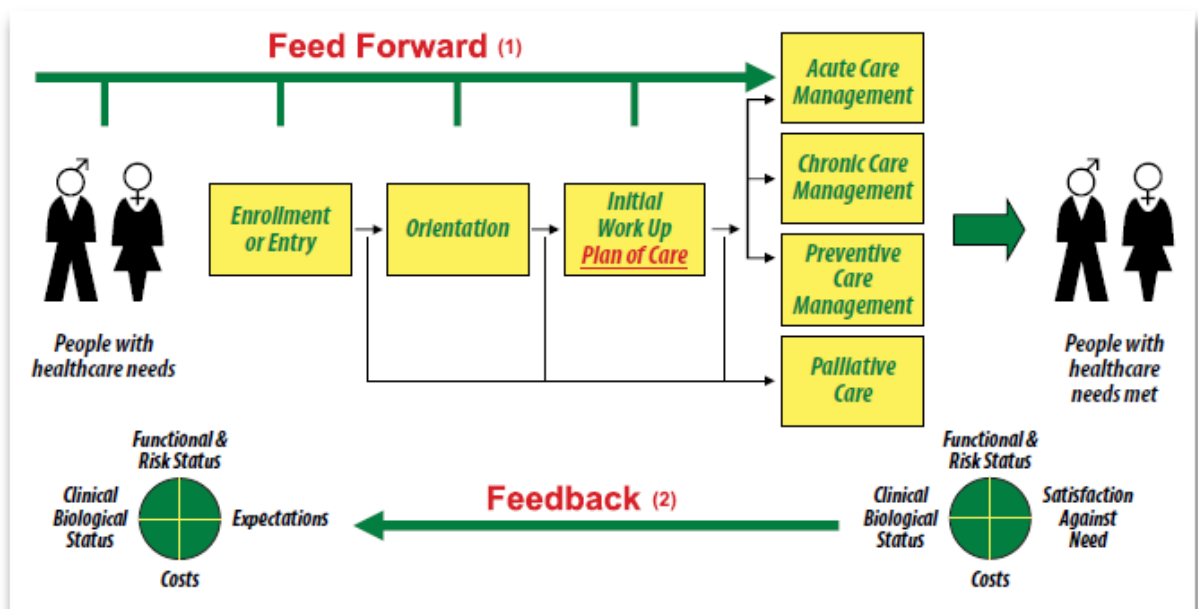 Feed Forward (1)
Acute Care
Management
Chronic Care
Management
Enrollment
or Entry
Orientation
Initial
Work Up
Plan of Care
Preventive
Care
Management
Palliative
Care
People with
healthcare needs
People with
healthcare
needs met
Functional &
Risk Status
Clinical
Biological
Status
Expectations
Costs
Feedback (2)
Functional &
Risk Status
Clinical
Biological
Status
Satisfaction
Against
Need
Costs